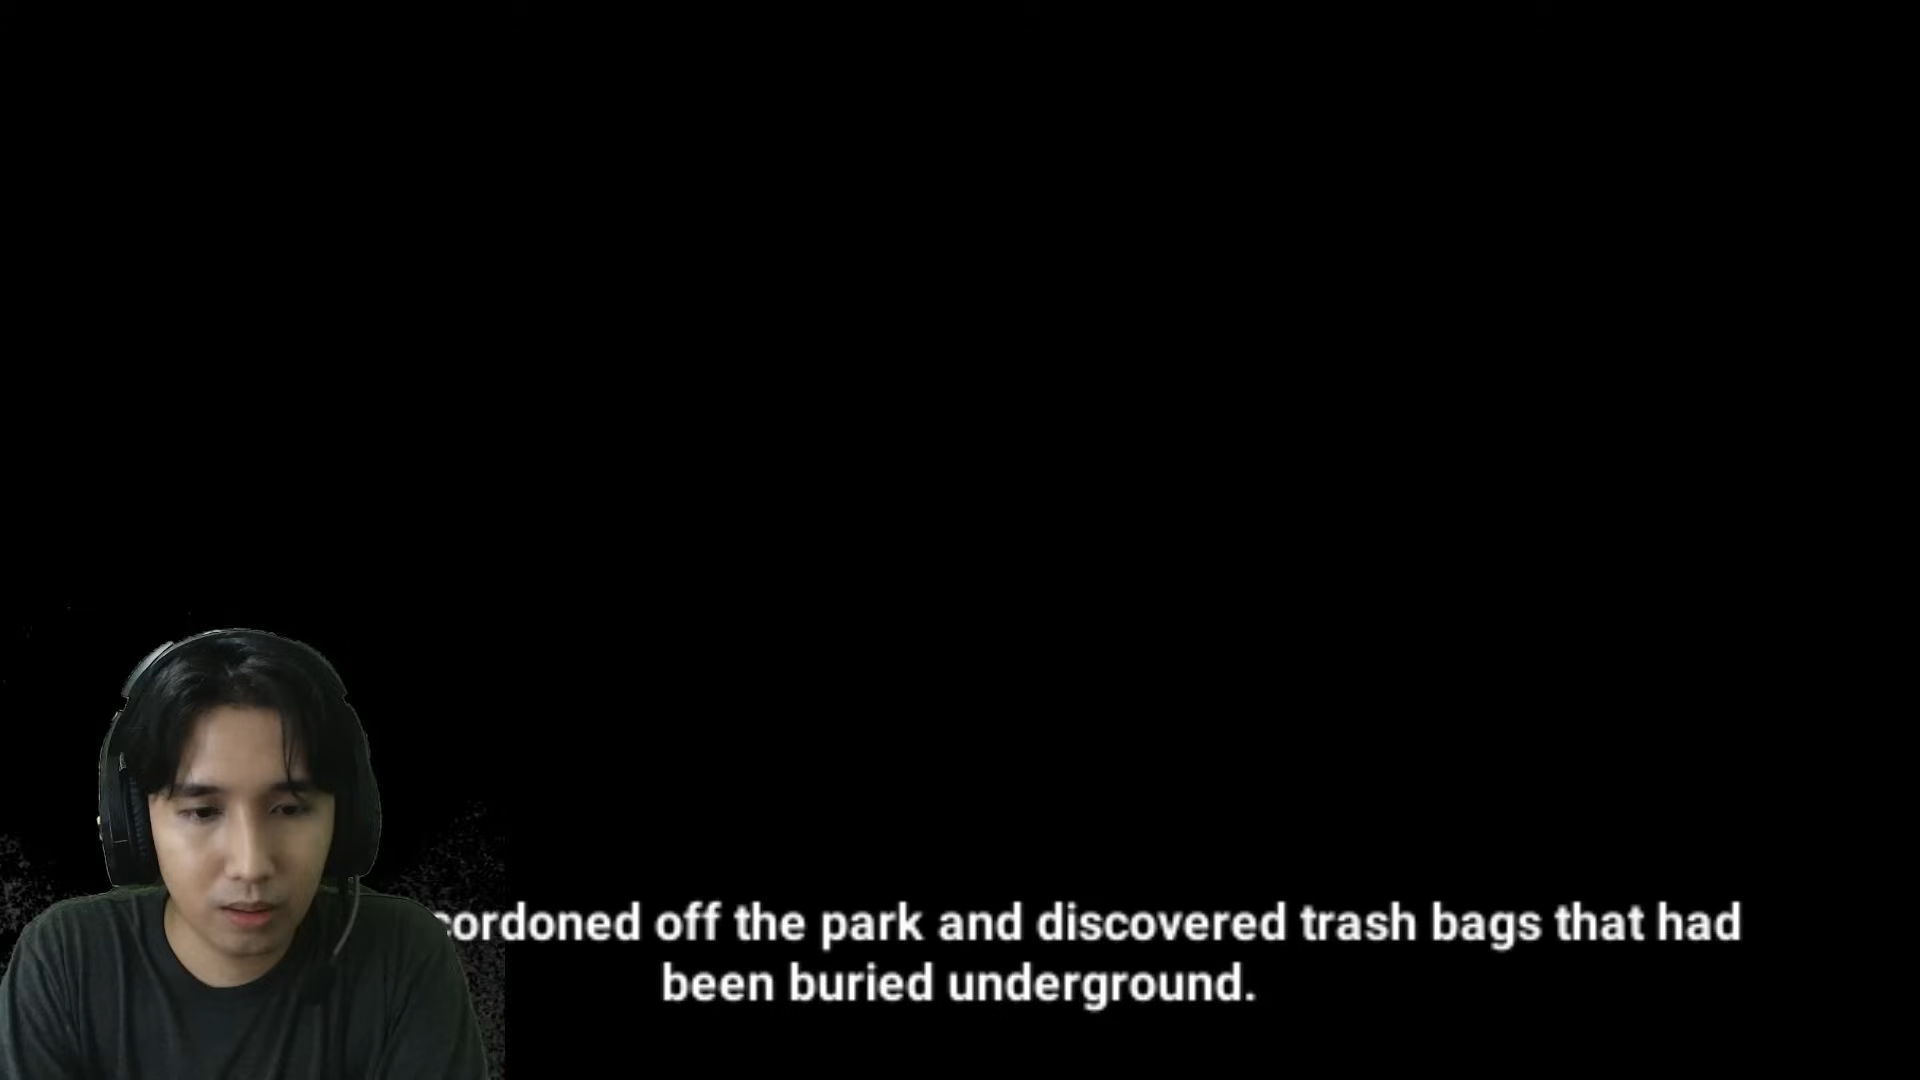 cordoned off the park and discovered trash bags that had
been buried underground.